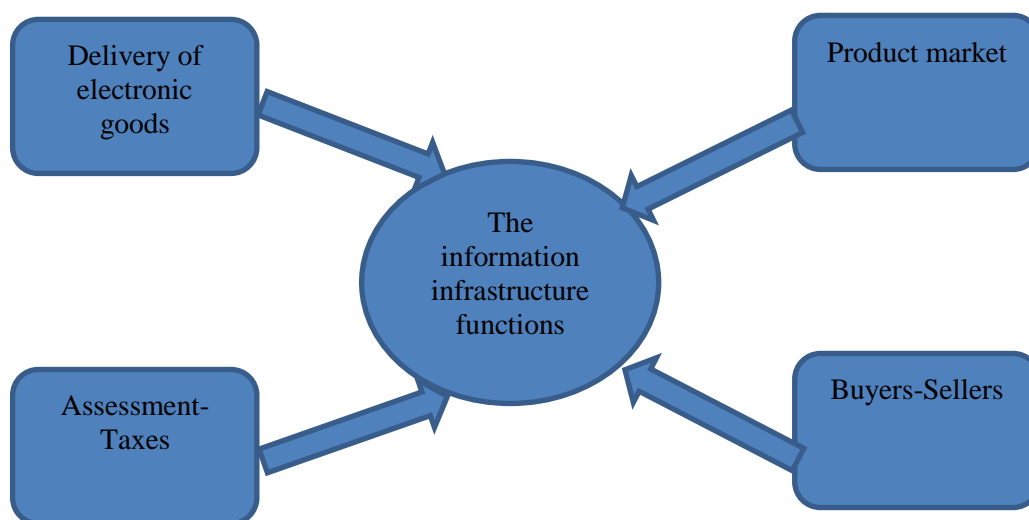 Delivery of
electronic
goods
Product market
The
information
infrastructure
functions
Assessment-
Taxes
Buyers-Sellers